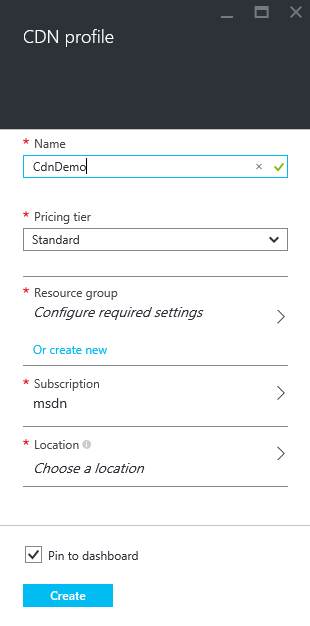 CDN profile
* Name
CdnDemo
* Pricing tier
Standard
* Resource group
Configure required settings
Or create new
* Subscription
msdn
* Location
Choose a location
Pin to dashboard
Create